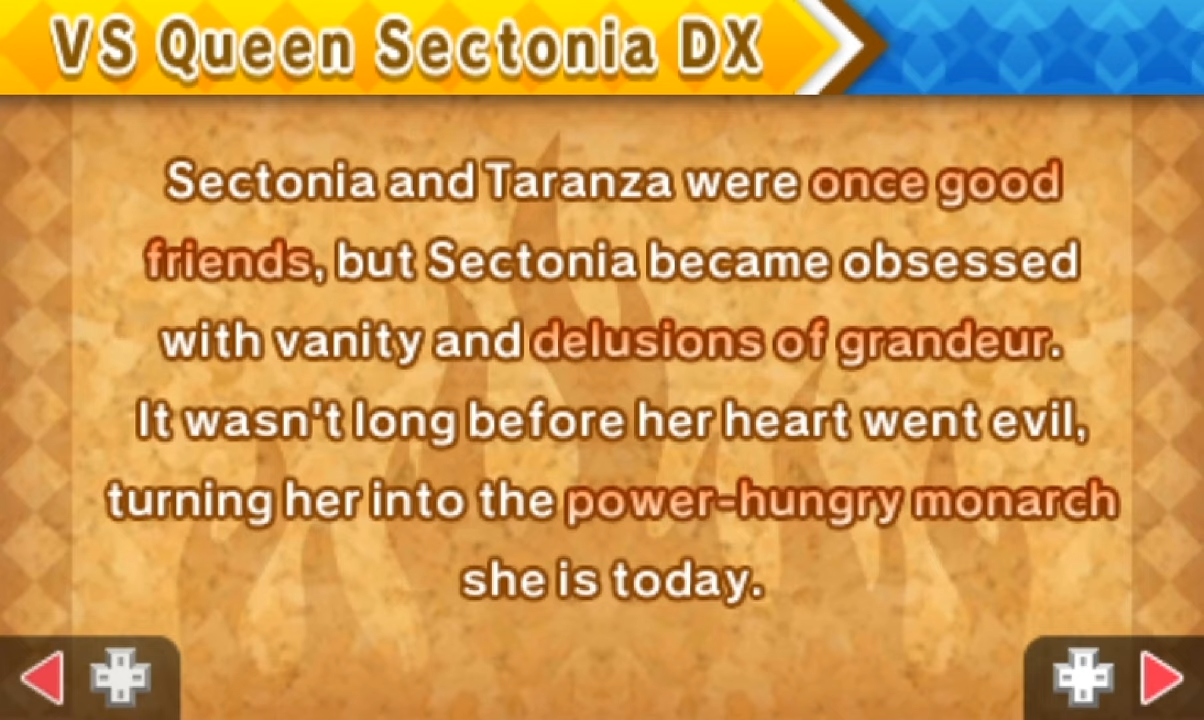 VS Queen Sectonia DX
Sectonia and Taranza were once good
friends, but Sectonia became obsessed
with vanity and delusions of grandeur.
It wasn't long before her heart went evil,
turning her into the power-hungry monarch
she is today.